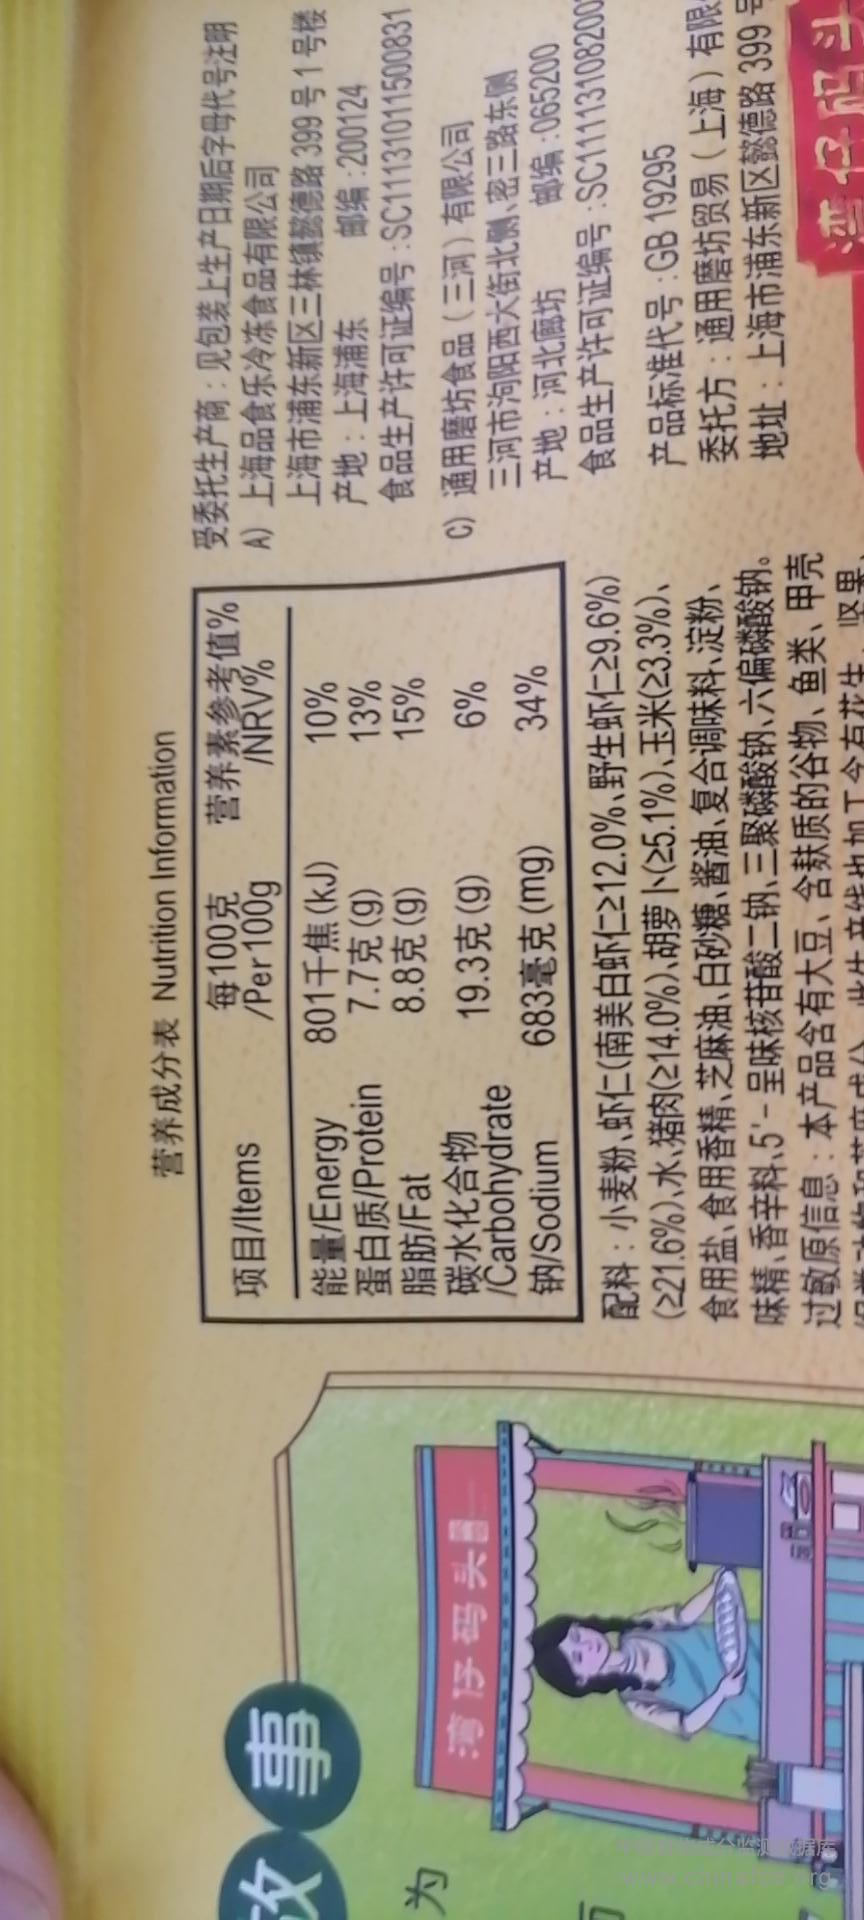 营养成分表 Nutrition Information
项目/Items 每100克/Per100g 营养素参考值%/NRV%
能量/Energy 801千焦(kJ) 10%
蛋白质/Protein 7.7克(g) 13%
脂肪/Fat 8.8克(g) 15%
碳水化合物/Carbohydrate 19.3克(g) 6%
钠/Sodium 683毫克(mg) 34%
配料：小麦粉、虾仁(南美白虾仁≥12.0%、野生虾仁≥9.6%)
(≥21.6%)、水、猪肉(≥14.0%)、胡萝卜(≥5.1%)、玉米(≥3.3%)、
食用盐、食用香精、芝麻油、白砂糖、酱油、复合调味料、淀粉、
味精、香辛料、5'-呈味核苷酸二钠、三聚磷酸钠、六偏磷酸钠。
过敏原信息：本产品含有大豆、含麸质的谷物、鱼类、甲壳
受委托生产商：见包装上生产日期后字母代号注明
A) 上海品食乐冷冻食品有限公司
上海市浦东新区三林镇懿德路 399 号 1 号楼
产地：上海浦东 邮编:200124
食品生产许可证编号:SC11131011500831
C) 通用磨坊食品（三河）有限公司
三河市泃阳西大街北侧、密三路东侧
产地：河北廊坊 邮编:065200
食品生产许可证编号:SC1111310820
产品标准代号:GB 19295
委托方：通用磨坊贸易（上海）有限
地址：上海市浦东新区懿德路 399 号
湾仔码头
湾仔码头
故事
为